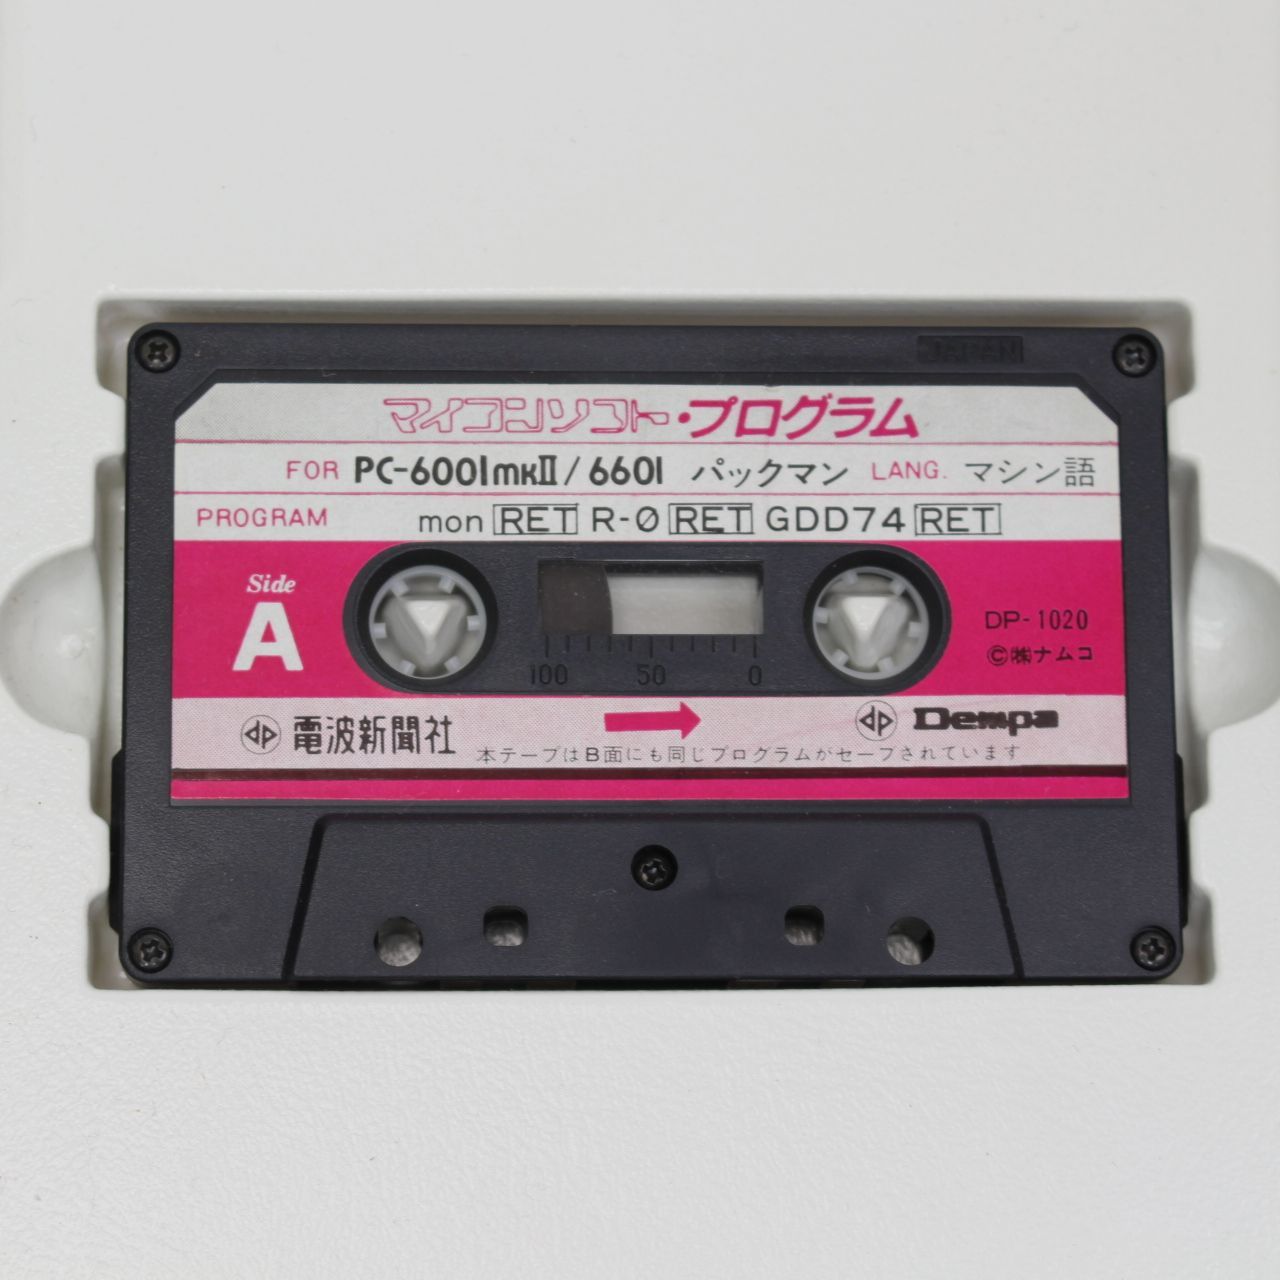 JAPAN
マイコンソフト・プログラム
FOR PC-6001mkII/6601 パックマン LANG. マシン語
PROGRAM mon RET R-0 RET GDD74 RET
Side
A
100 50 0
DP-1020
©㈱ナムコ
電波新聞社 Dempa
本テープはB面にも同じプログラムがセーブされています